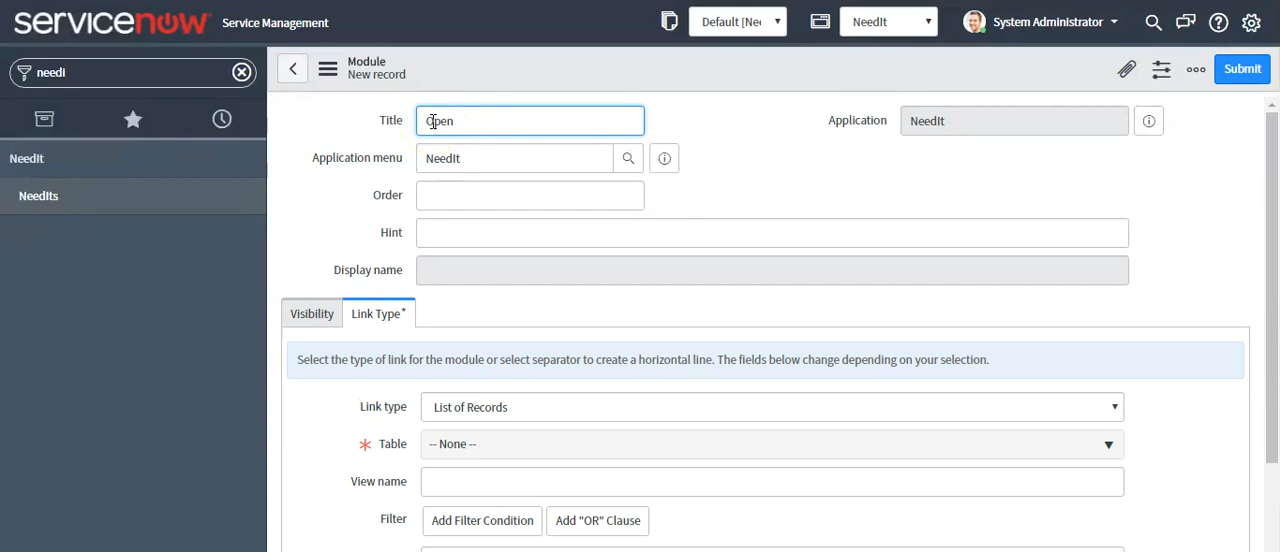 servicenow Service Management
Default [Nee
NeedIt
System Administrator
needi
Module
New record
Submit
NeedIt
NeedIts
Title
Open
Application
NeedIt
Application menu
NeedIt
Order
Hint
Display name
Visibility
Link Type*
Select the type of link for the module or select separator to create a horizontal line. The fields below change depending on your selection.
Link type
List of Records
* Table
-- None --
View name
Filter
Add Filter Condition
Add "OR" Clause